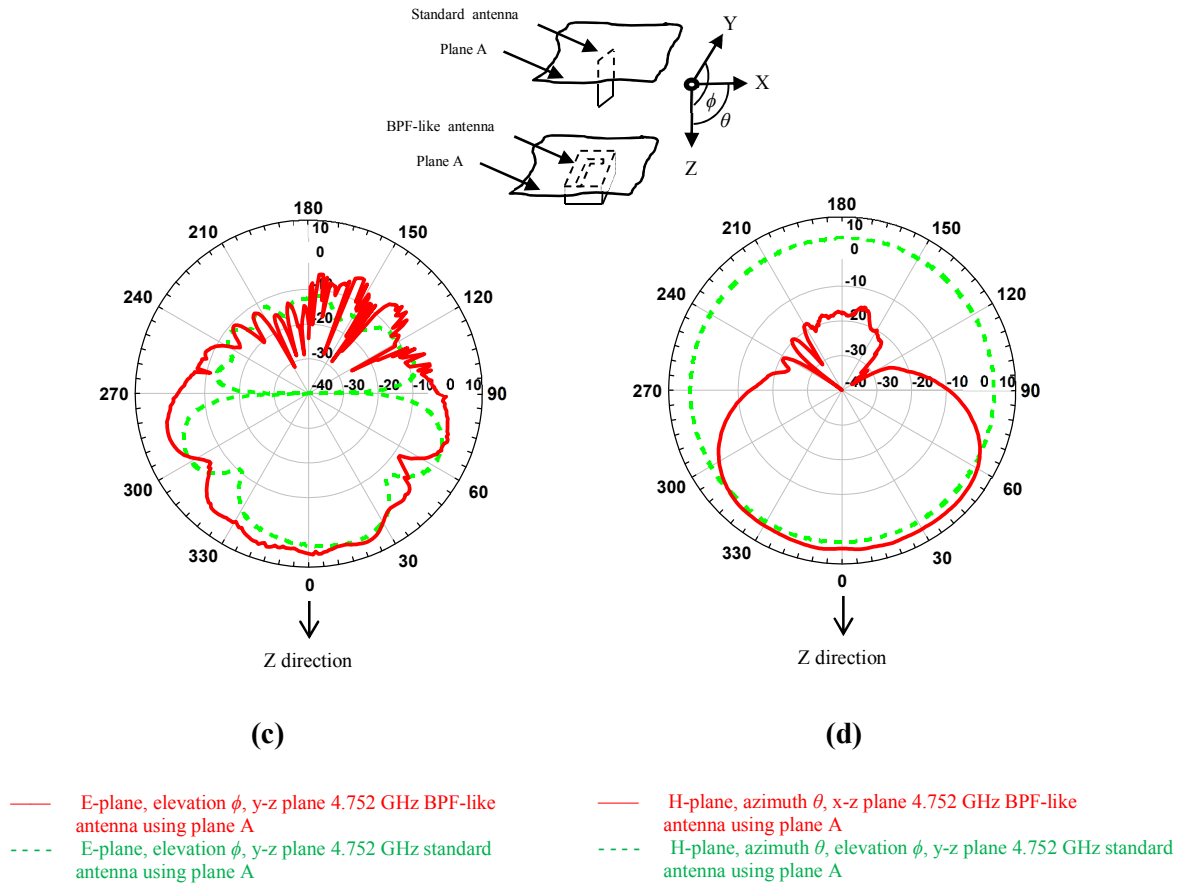 Standard antenna
Plane A
BPF-like antenna
Plane A
Y
X
ϕ
θ
Z
180
210
150
240
120
270
90
300
60
330
30
0
10
0
-10
-20
-30
-40 -30 -20 -10 0 10
Z direction
(c)
180
210
150
240
120
270
90
300
60
330
30
0
10
0
-10
-20
-30
-40 -30 -20 -10 0 10
Z direction
(d)
E-plane, elevation ϕ, y-z plane 4.752 GHz BPF-like
antenna using plane A
E-plane, elevation ϕ, y-z plane 4.752 GHz standard
antenna using plane A
H-plane, azimuth θ, x-z plane 4.752 GHz BPF-like
antenna using plane A
H-plane, azimuth θ, elevation ϕ, y-z plane 4.752 GHz standard
antenna using plane A